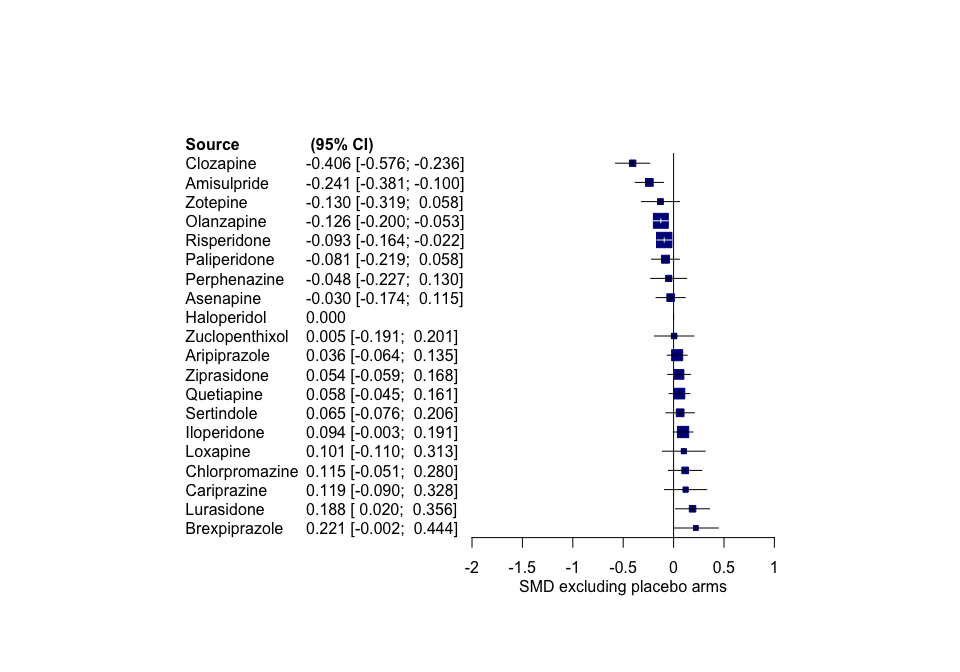 Source (95% CI)
Clozapine -0.406 [-0.576; -0.236]
Amisulpride -0.241 [-0.381; -0.100]
Zotepine -0.130 [-0.319; 0.058]
Olanzapine -0.126 [-0.200; -0.053]
Risperidone -0.093 [-0.164; -0.022]
Paliperidone -0.081 [-0.219; 0.058]
Perphenazine -0.048 [-0.227; 0.130]
Asenapine -0.030 [-0.174; 0.115]
Haloperidol 0.000
Zuclopenthixol 0.005 [-0.191; 0.201]
Aripiprazole 0.036 [-0.064; 0.135]
Ziprasidone 0.054 [-0.059; 0.168]
Quetiapine 0.058 [-0.045; 0.161]
Sertindole 0.065 [-0.076; 0.206]
Iloperidone 0.094 [-0.003; 0.191]
Loxapine 0.101 [-0.110; 0.313]
Chlorpromazine 0.115 [-0.051; 0.280]
Cariprazine 0.119 [-0.090; 0.328]
Lurasidone 0.188 [ 0.020; 0.356]
Brexpiprazole 0.221 [-0.002; 0.444]
-2 -1.5 -1 -0.5 0 0.5 1
SMD excluding placebo arms